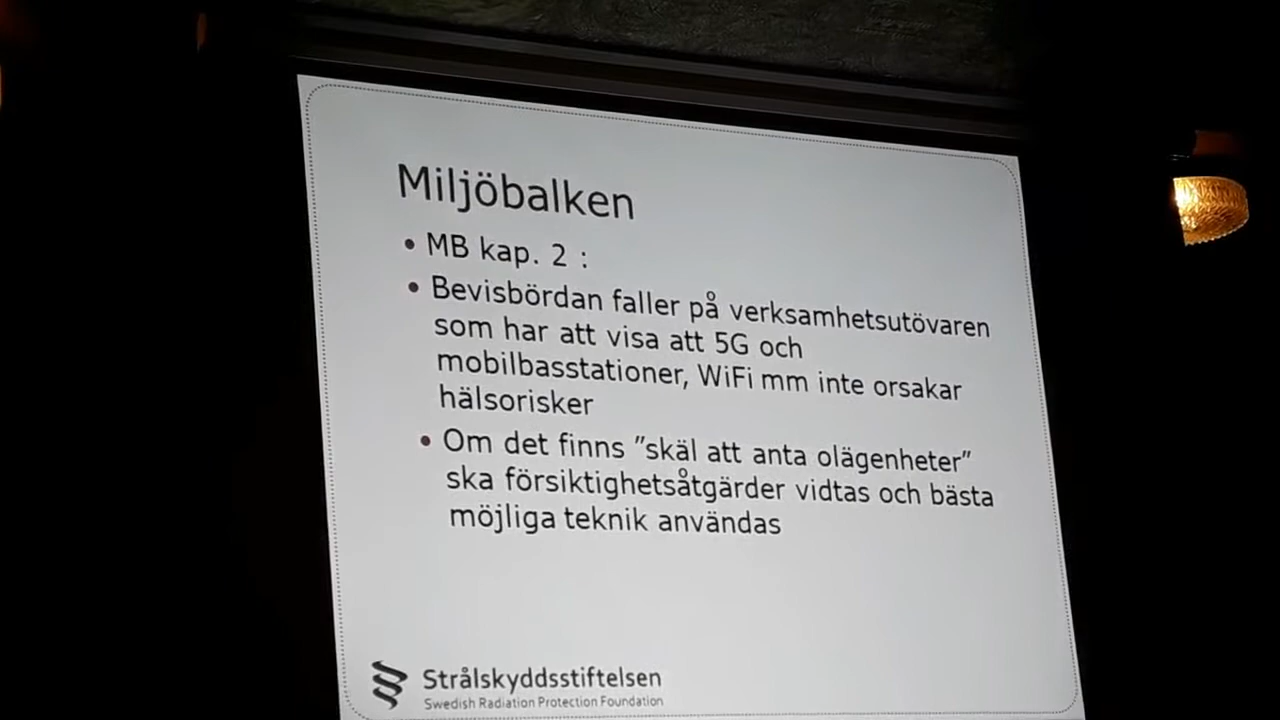 Miljöbalken
• MB kap. 2 :
• Bevisbördan faller på verksamhetsutövaren
som har att visa att 5G och
mobilbasstationer, WiFi mm inte orsakar
hälsorisker
• Om det finns ”skäl att anta olägenheter”
ska försiktighetsåtgärder vidtas och bästa
möjliga teknik användas
Strålskyddsstiftelsen
Swedish Radiation Protection Foundation